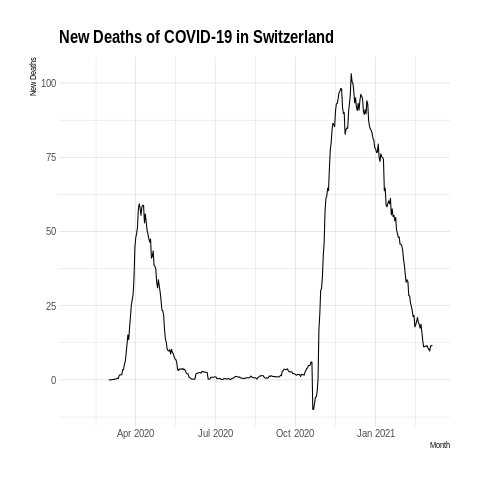 New Deaths of COVID-19 in Switzerland
New Deaths
100
75
50
25
0
Apr 2020 Jul 2020 Oct 2020 Jan 2021
Month